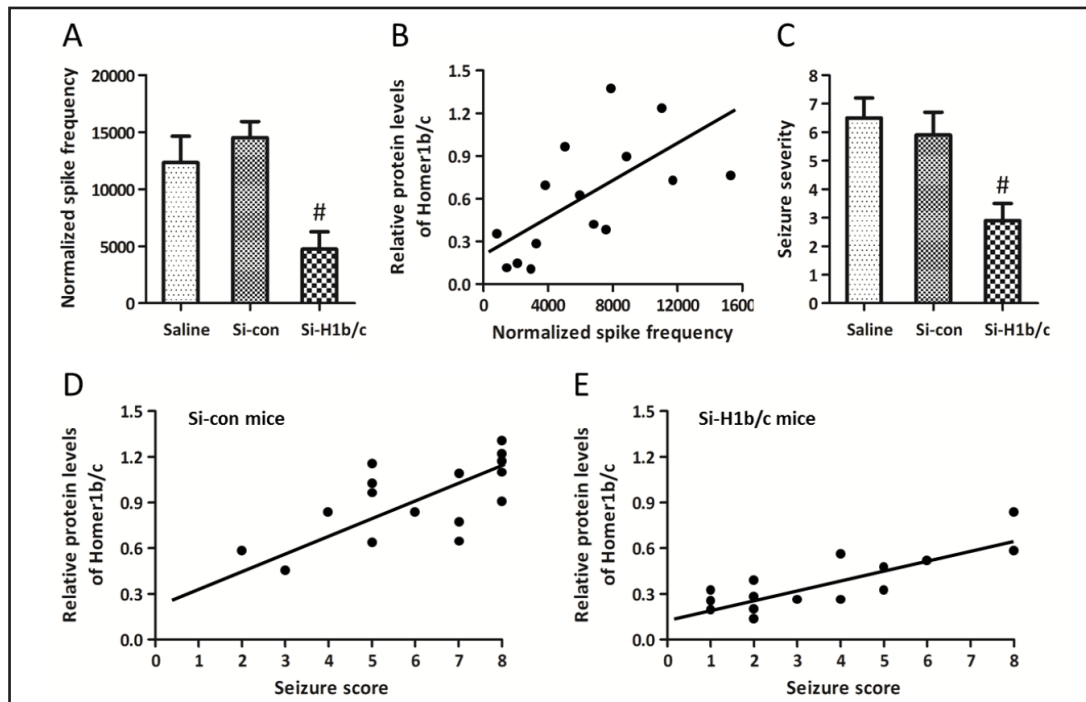 A
Normalized spike frequency
20000
15000
10000
5000
0
#
Saline
Si-con
Si-H1b/c
B
Relative protein levels
of Homer1b/c
1.5
1.2
0.9
0.6
0.3
0.0
0
4000
8000
12000
1600
Normalized spike frequency
C
Seizure severity
8
7
6
5
4
3
2
1
0
#
Saline
Si-con
Si-H1b/c
D
Si-con mice
Relative protein levels
of Homer1b/c
1.5
1.2
0.9
0.6
0.3
0.0
0 1 2 3 4 5 6 7 8
Seizure score
E
Si-H1b/c mice
Relative protein levels
of Homer1b/c
1.5
1.2
0.9
0.6
0.3
0.0
0 1 2 3 4 5 6 7 8
Seizure score